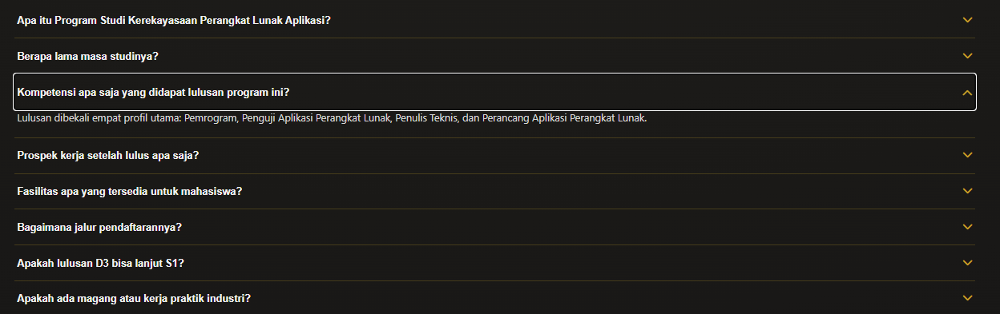 Apa itu Program Studi Kerekayasaan Perangkat Lunak Aplikasi?
Berapa lama masa studinya?
Kompetensi apa saja yang didapat lulusan program ini?
Lulusan dibekali empat profil utama: Pemrogram, Penguji Aplikasi Perangkat Lunak, Penulis Teknis, dan Perancang Aplikasi Perangkat Lunak.
Prospek kerja setelah lulus apa saja?
Fasilitas apa yang tersedia untuk mahasiswa?
Bagaimana jalur pendaftarannya?
Apakah lulusan D3 bisa lanjut S1?
Apakah ada magang atau kerja praktik industri?